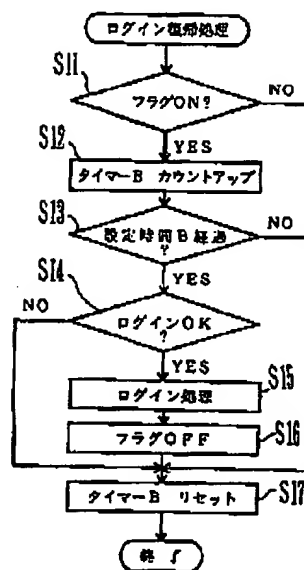 ログイン復帰処理
S11
フラグON?
NO
YES
S12
タイマーB カウントアップ
S13
設定時間B経過
?
NO
YES
S14
ログインOK
?
NO
YES
S15
ログイン処理
S16
フラグOFF
タイマーB リセット
S17
終了